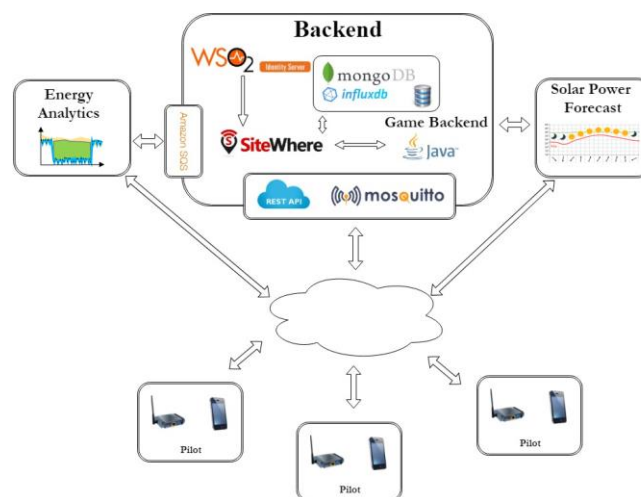 Backend
WSO2
Identity Server
mongoDB
influxdb
Energy
Analytics
Amazon SQS
SiteWhere
Game Backend
Java
Solar Power
Forecast
REST API
mosquitto
Pilot
Pilot
Pilot